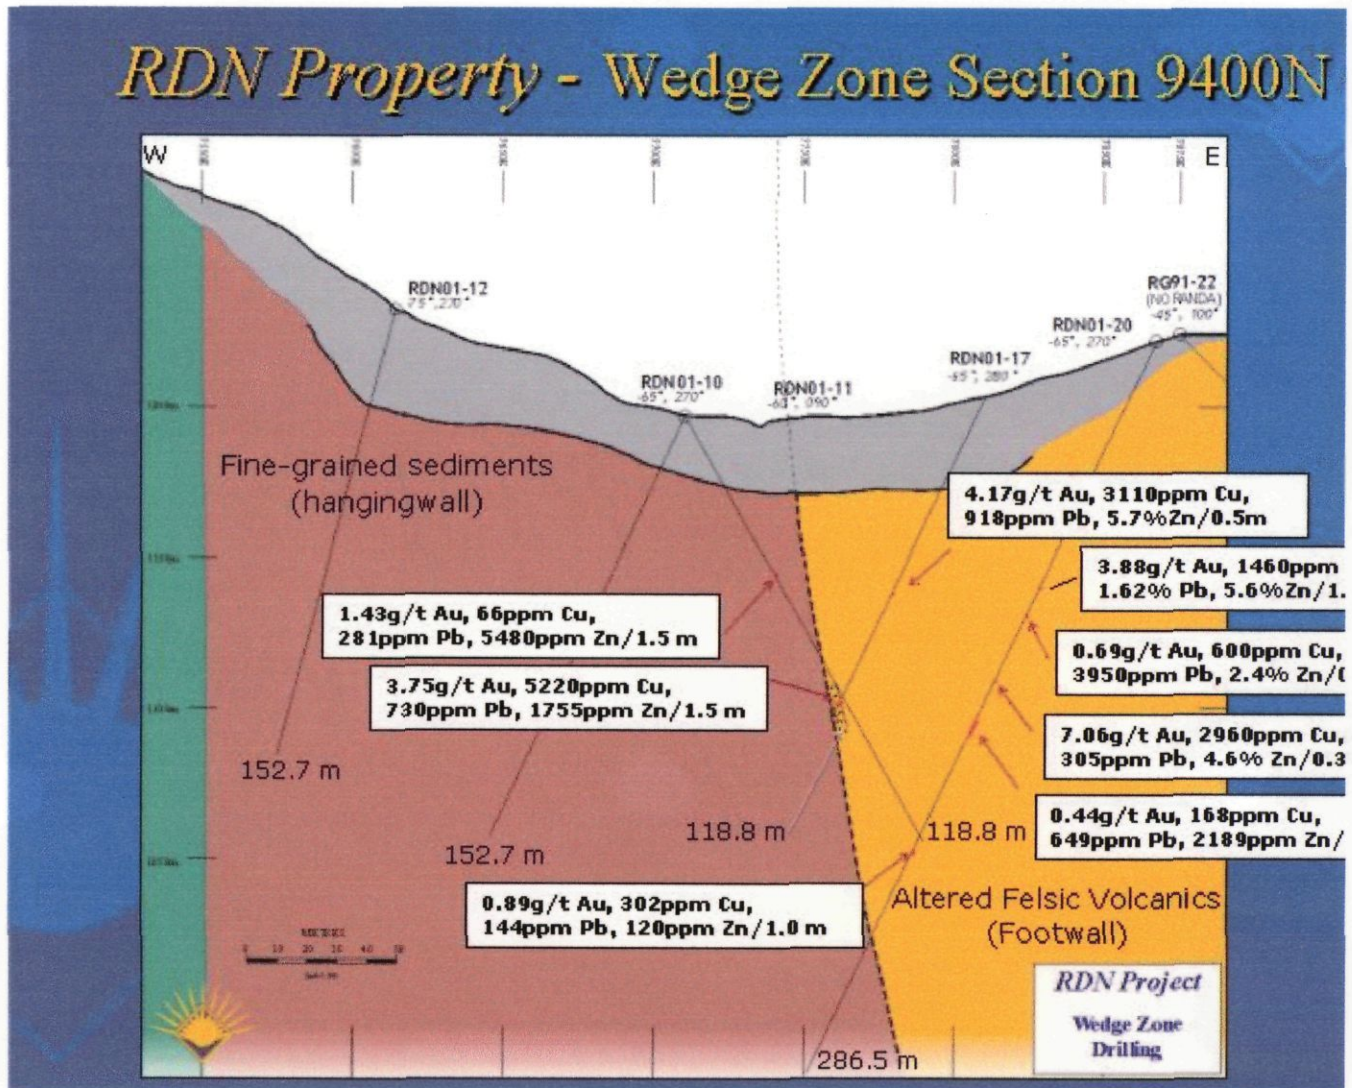 RDN Property - Wedge Zone Section 9400N
W
E
RDN01-12
RG91-22
-45°, 100°
RDN01-20
-65°, 270°
RDN01-17
RDN01-10
-65°, 270°
RDN01-11
Fine-grained sediments
(hangingwall)
4.17g/t Au, 3110ppm Cu,
918ppm Pb, 5.7%Zn/0.5m
3.88g/t Au, 1460ppm
1.62% Pb, 5.6%Zn/1.
1.43g/t Au, 66ppm Cu,
281ppm Pb, 5480ppm Zn/1.5 m
0.69g/t Au, 600ppm Cu,
3950ppm Pb, 2.4% Zn/
3.75g/t Au, 5220ppm Cu,
730ppm Pb, 1755ppm Zn/1.5 m
7.06g/t Au, 2960ppm Cu,
305ppm Pb, 4.6% Zn/0.3
152.7 m
0.44g/t Au, 168ppm Cu,
649ppm Pb, 2189ppm Zn/
118.8 m
118.8 m
152.7 m
0.89g/t Au, 302ppm Cu,
144ppm Pb, 120ppm Zn/1.0 m
Altered Felsic Volcanics
(Footwall)
RDN Project
Wedge Zone
Drilling
286.5 m